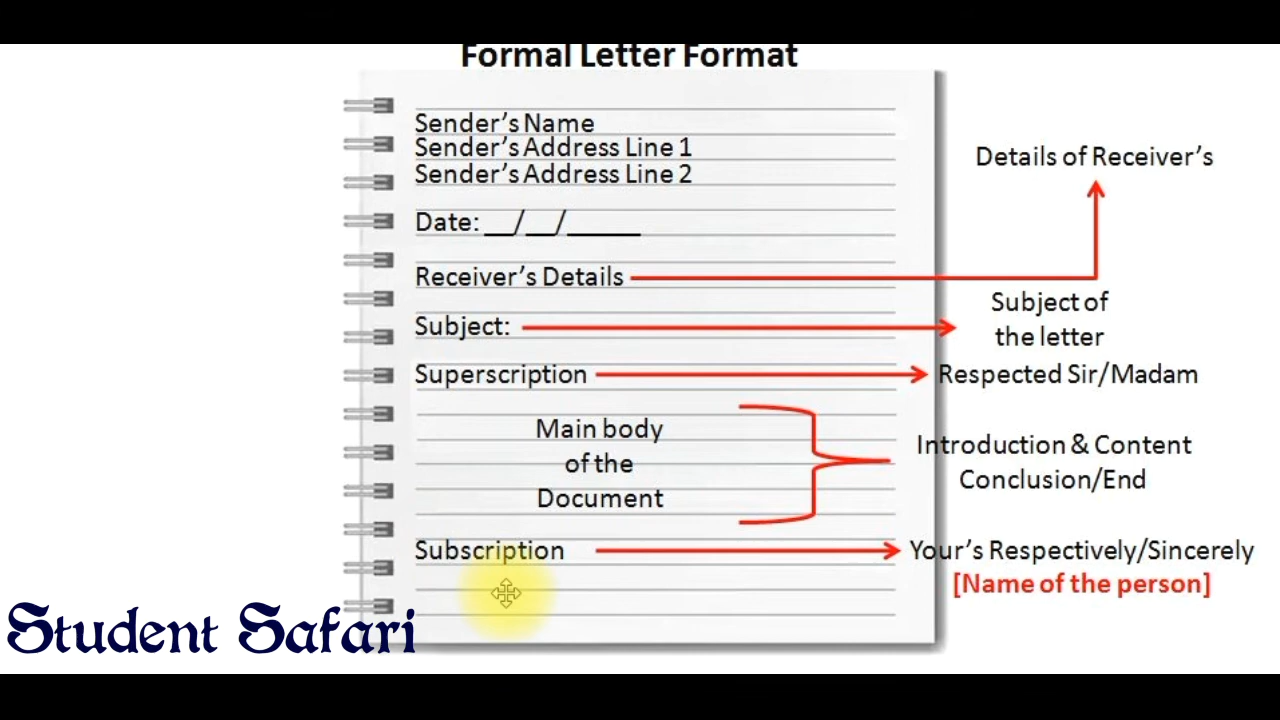 Formal Letter Format
Sender's Name
Sender's Address Line 1
Sender's Address Line 2
Details of Receiver's
Date: __/__/_____
Receiver's Details
Subject:
Subject of
the letter
Superscription
Respected Sir/Madam
Main body
of the
Document
Introduction & Content
Conclusion/End
Subscription
Your's Respectively/Sincerely
[Name of the person]
Student Safari